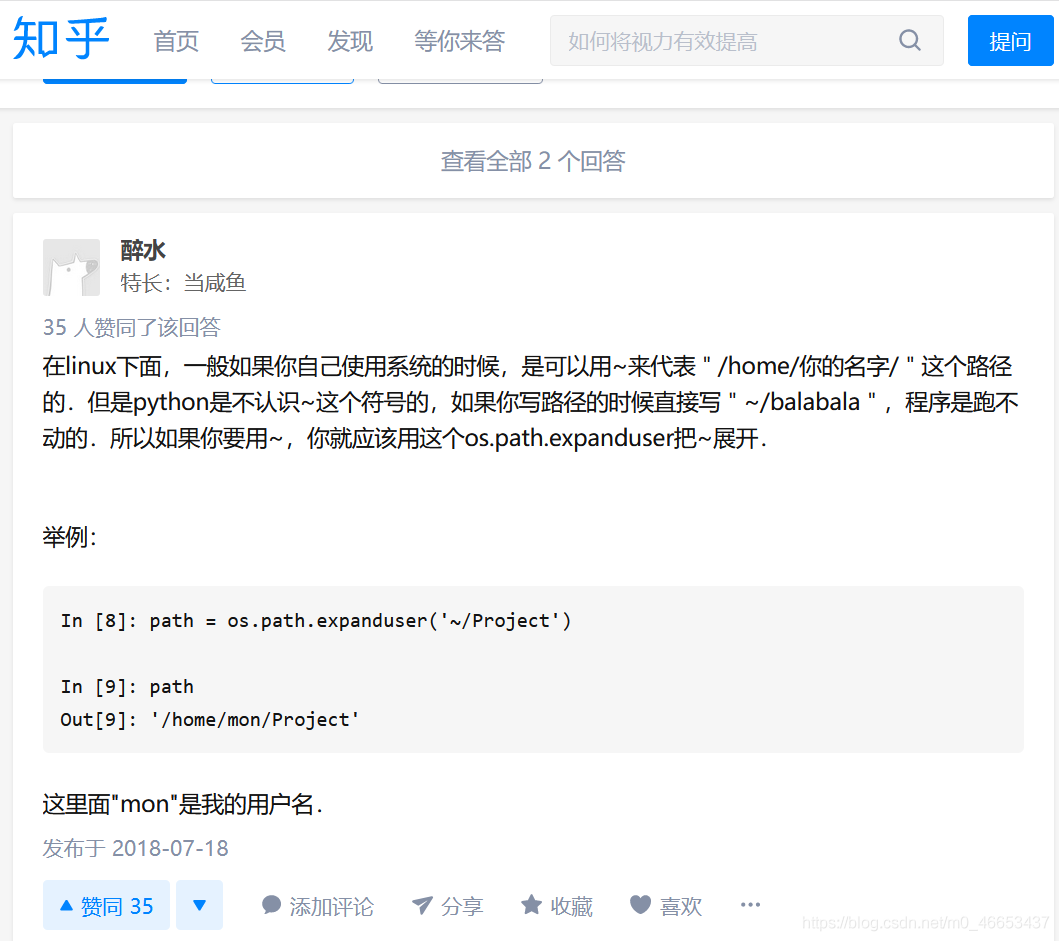 知乎 首页 会员 发现 等你来答 如何将视力有效提高 提问
查看全部 2 个回答
醉水
特长：当咸鱼
35 人赞同了该回答
在linux下面，一般如果你自己使用系统的时候，是可以用~来代表＂/home/你的名字/＂这个路径
的．但是python是不认识~这个符号的，如果你写路径的时候直接写＂~/balabala＂，程序是跑不
动的．所以如果你要用~，你就应该用这个os.path.expanduser把~展开．
举例：
In [8]: path = os.path.expanduser('~/Project')
In [9]: path
Out[9]: '/home/mon/Project'
这里面"mon"是我的用户名．
发布于 2018-07-18
赞同 35 添加评论 分享 收藏 喜欢 ···
https://blog.csdn.net/m0_46653437